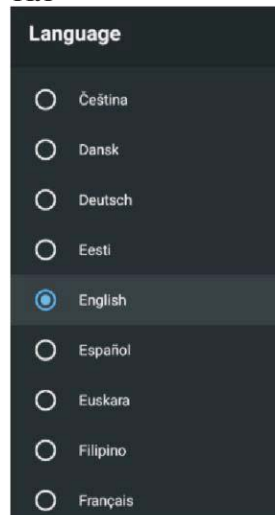 Language
Čeština
Dansk
Deutsch
Eesti
English
Español
Euskara
Filipino
Français